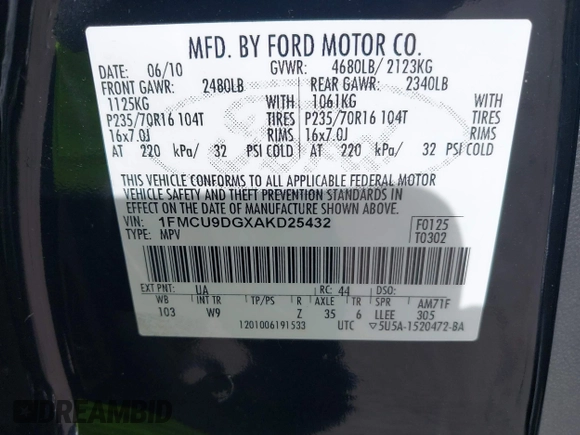 MFD. BY FORD MOTOR CO.
DATE: 06/10 GVWR: 4680LB/ 2123KG
FRONT GAWR: 2480LB REAR GAWR: 2340LB
1125KG WITH 1061KG WITH
P235/70R16 104T TIRES P235/70R16 104T TIRES
16x7.0J RIMS 16x7.0J RIMS
AT 220 kPa/ 32 PSI COLD AT 220 kPa/ 32 PSI COLD
THIS VEHICLE CONFORMS TO ALL APPLICABLE FEDERAL MOTOR
VEHICLE SAFETY AND THEFT PREVENTION STANDARDS IN
EFFECT ON THE DATE OF MANUFACTURE SHOWN ABOVE.
VIN: 1FMCU9DGXAKD25432 F0125
TYPE: MPV T0302
EXT PNT: UA RC: 44 DSO:
WB INT TR TP/PS R AXLE TR SPR AM71F
103 W9 Z 35 6 LLEE 305
1201006191533 UTC ▽5U5A-1520472-BA
DREAMBID